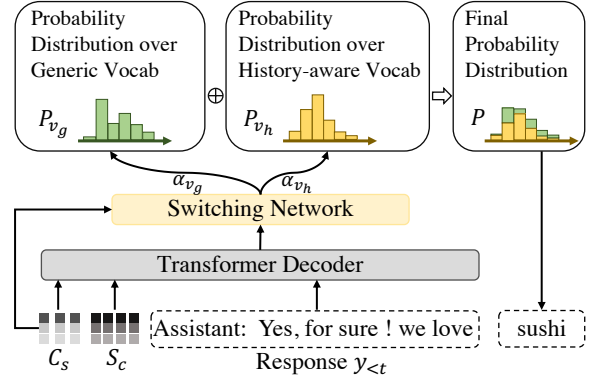 Probability
Distribution over
Generic Vocab
P_{v_g}
⊕
Probability
Distribution over
History-aware Vocab
P_{v_h}
Final
Probability
Distribution
P
α_{v_g}
α_{v_h}
Switching Network
Transformer Decoder
C_s
S_c
Assistant: Yes, for sure ! we love
Response y_{<t}
sushi